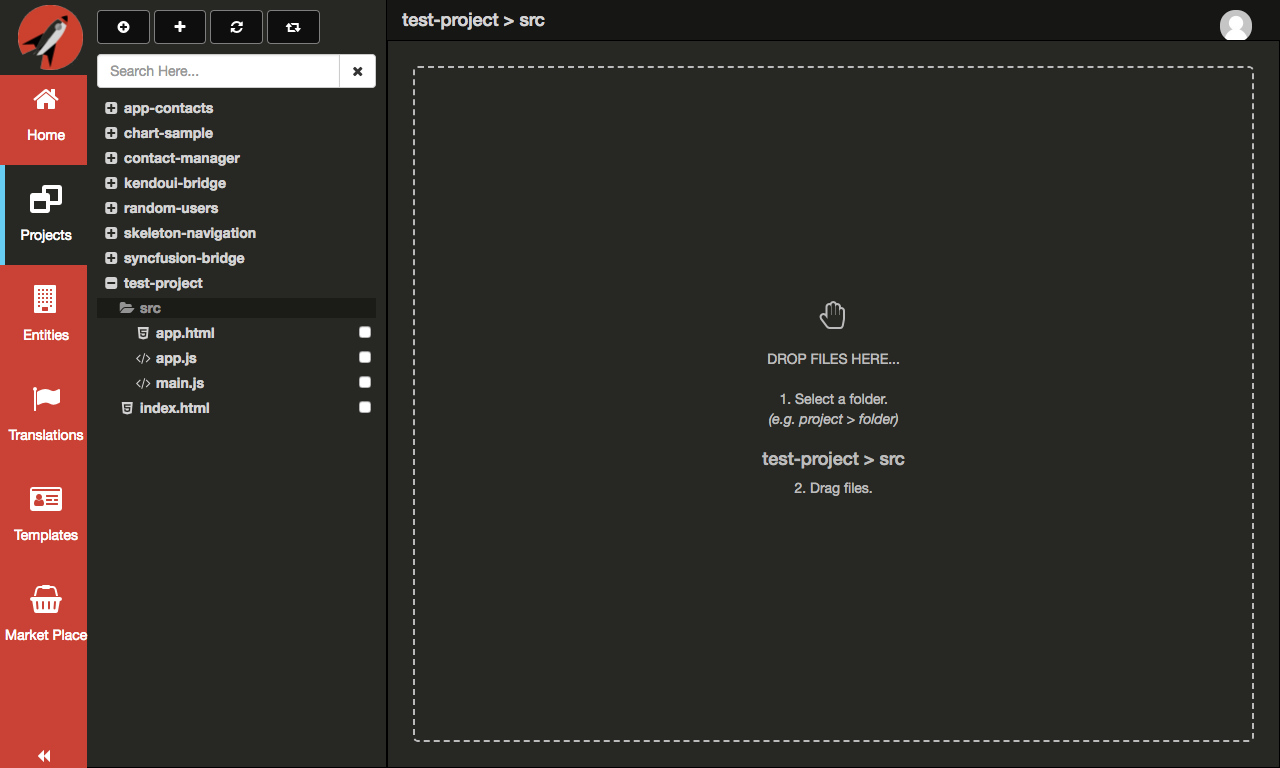 test-project > src
Search Here...
Home
Projects
Entities
Translations
Templates
Market Place
app-contacts
chart-sample
contact-manager
kendoui-bridge
random-users
skeleton-navigation
syncfusion-bridge
test-project
src
app.html
app.js
main.js
index.html
DROP FILES HERE...
1. Select a folder.
(e.g. project > folder)
test-project > src
2. Drag files.